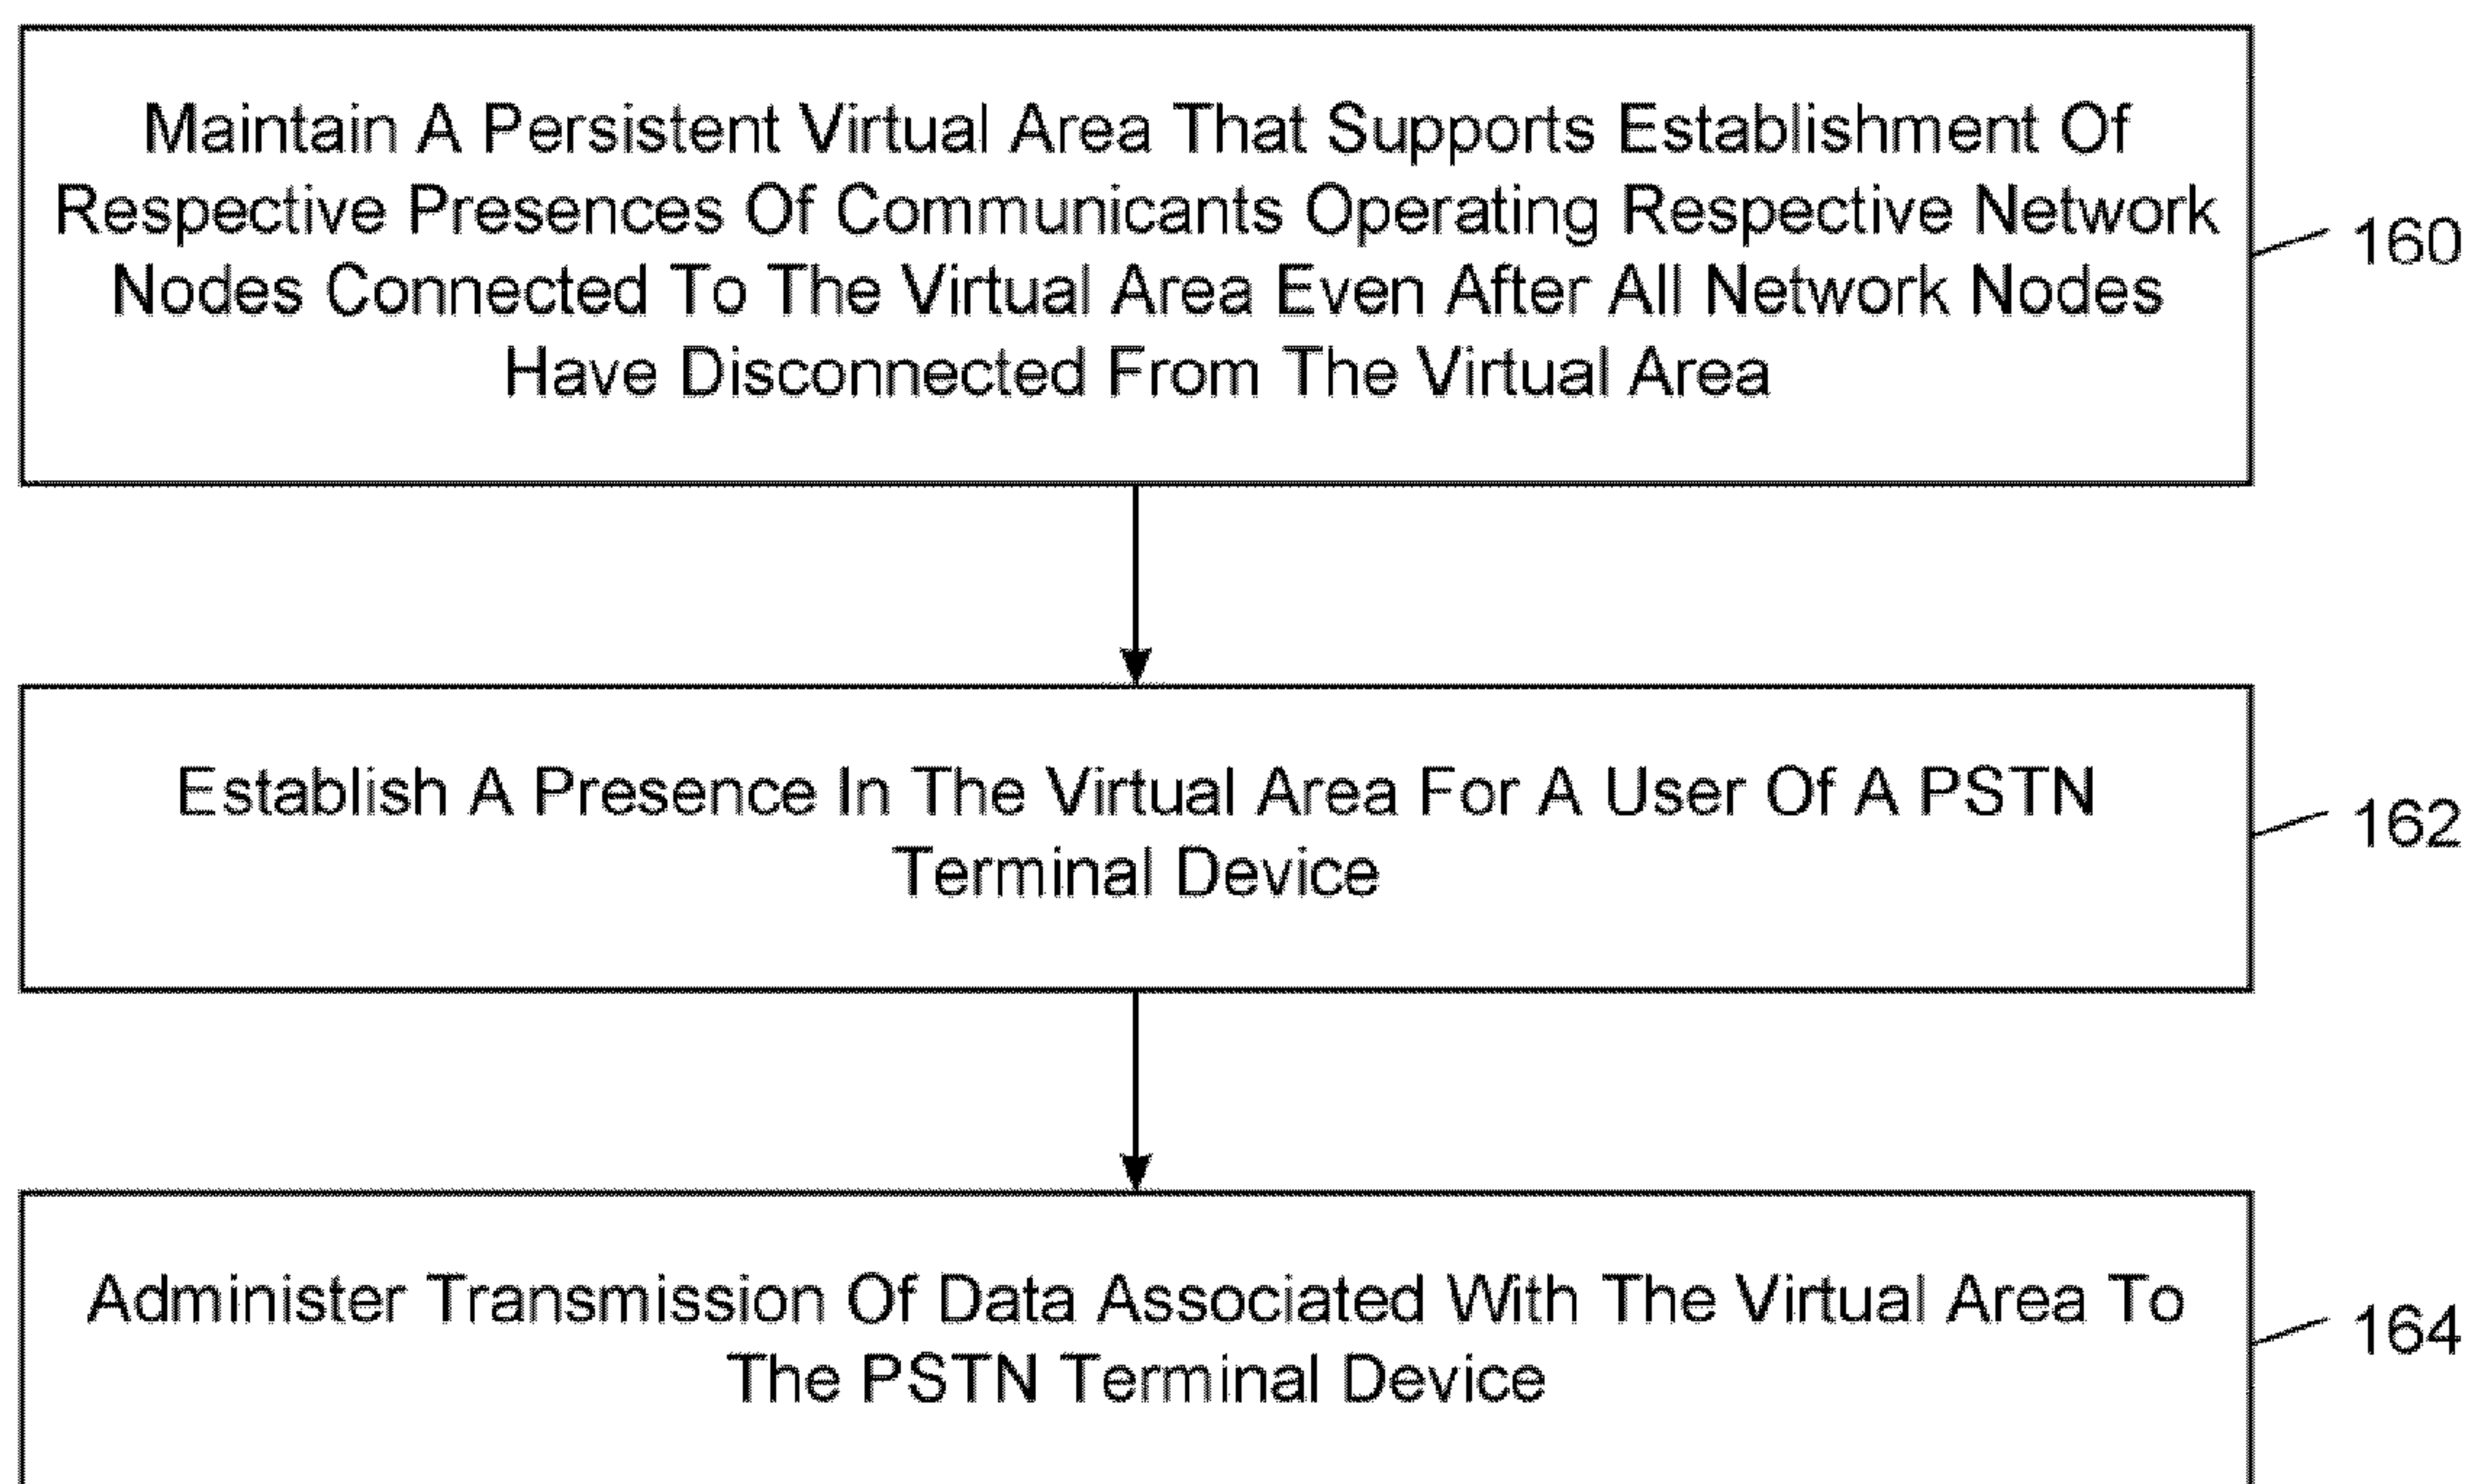 Maintain A Persistent Virtual Area That Supports Establishment Of
Respective Presences Of Communicants Operating Respective Network
Nodes Connected To The Virtual Area Even After All Network Nodes
Have Disconnected From The Virtual Area
160
Establish A Presence In The Virtual Area For A User Of A PSTN
Terminal Device
162
Administer Transmission Of Data Associated With The Virtual Area To
The PSTN Terminal Device
164